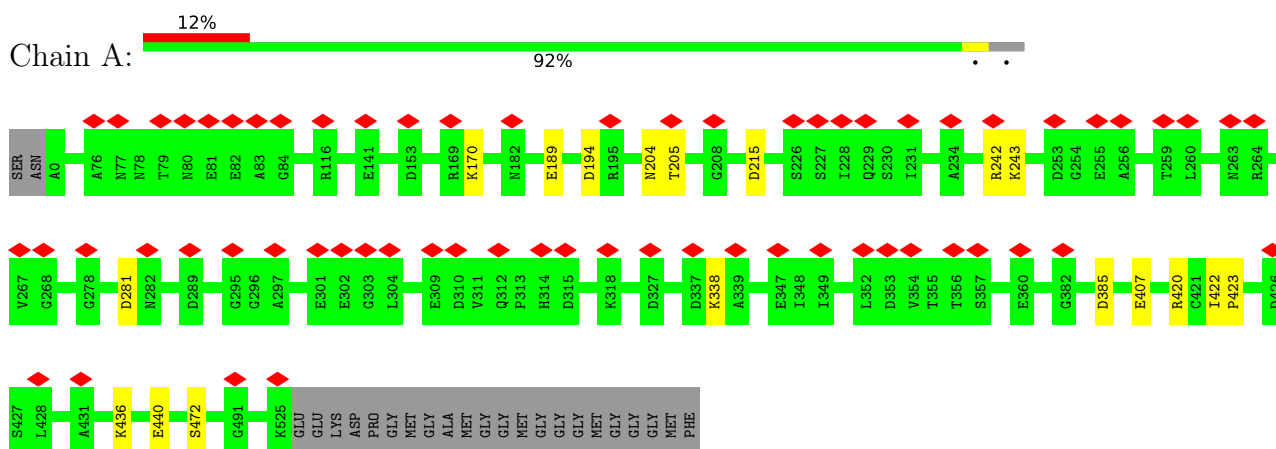 12%
Chain A:
92%
• •
SER ASN A0 A76 N77 N78 T79 N80 E81 E82 A83 G84 R116 E141 D153 R169 K170 N182 E189 D194 R195 N204 T205 G208 D215 S226 S227 I228 Q229 S230 I231 A234 R242 K243 D253 G254 E255 A256 T259 L260 N263 R264
V267 G268 G278 D281 N282 D289 G295 G296 A297 E301 E302 G303 L304 E309 D310 V311 Q312 P313 H314 D315 K318 D327 D337 K338 A339 E347 I348 I349 L352 D353 V354 T355 T356 S357 E360 G382 D385 E407 R420 C421 I422 P423
S427 L428 A431 K436 E440 S472 G491 K525 GLU GLU LYS ASP PRO GLY MET GLY ALA MET GLY GLY MET GLY GLY GLY MET GLY GLY GLY MET PHE